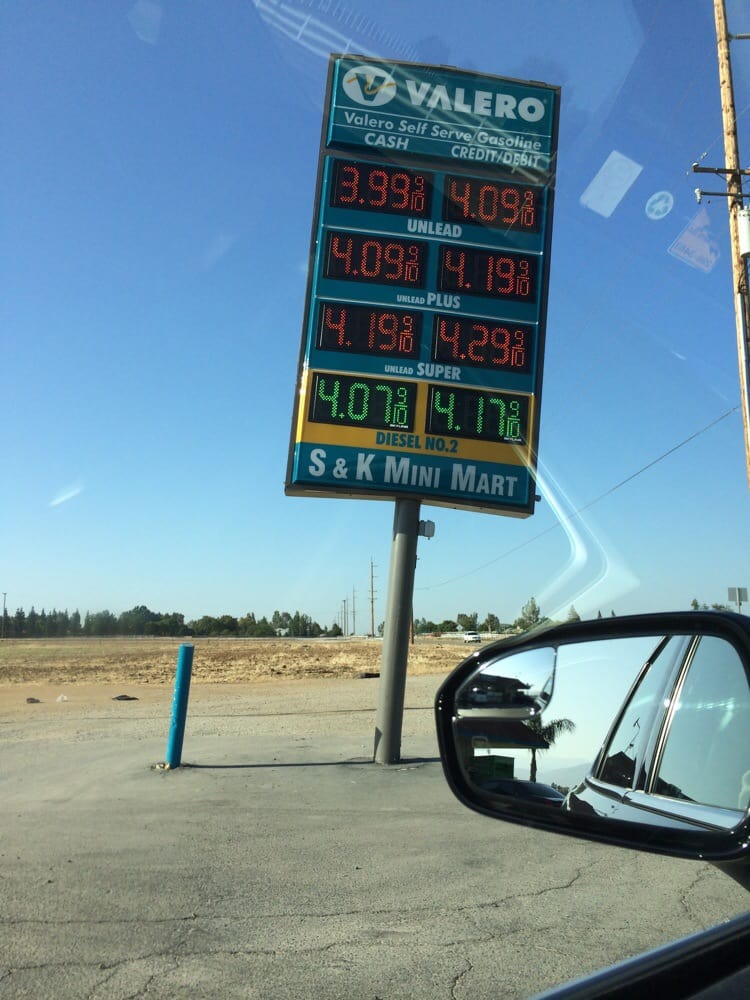 VALERO
Valero Self Serve Gasoline
CASH CREDIT/DEBIT
3.99 9/10 4.09 9/10
UNLEAD
4.09 9/10 4.19 9/10
UNLEAD PLUS
4.19 9/10 4.29 9/10
UNLEAD SUPER
4.07 9/10 4.17 9/10
DIESEL NO.2
S & K MINI MART